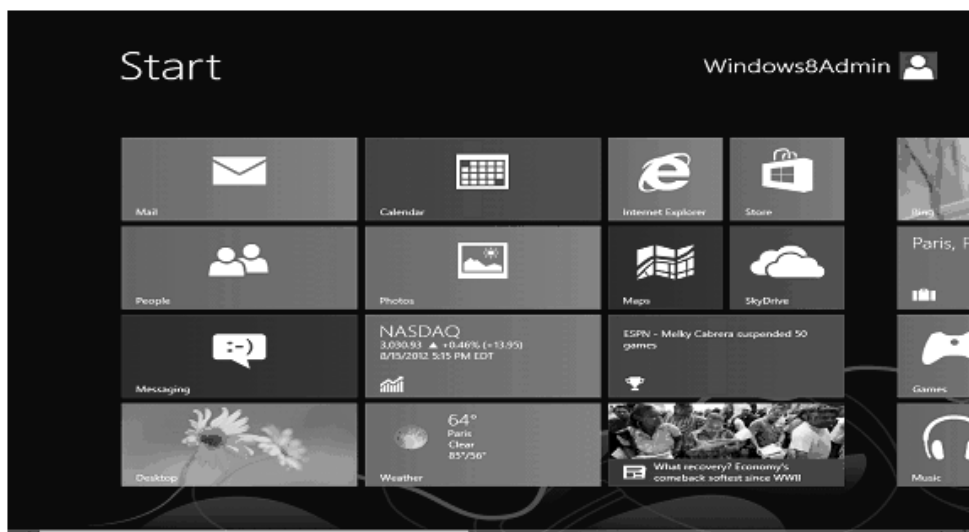 Start
Windows8Admin
Mail
Calendar
Internet Explorer
Store
Bing
People
Photos
Maps
SkyDrive
Paris, F
Messaging
NASDAQ
3,030.93 ▲ +0.46% (+13.95)
8/15/2012 5:15 PM EDT
ESPN - Melky Cabrera suspended 50
games
Games
Desktop
64°
Paris
Clear
85°/56°
Weather
What recovery? Economy's
comeback softest since WWII
Music